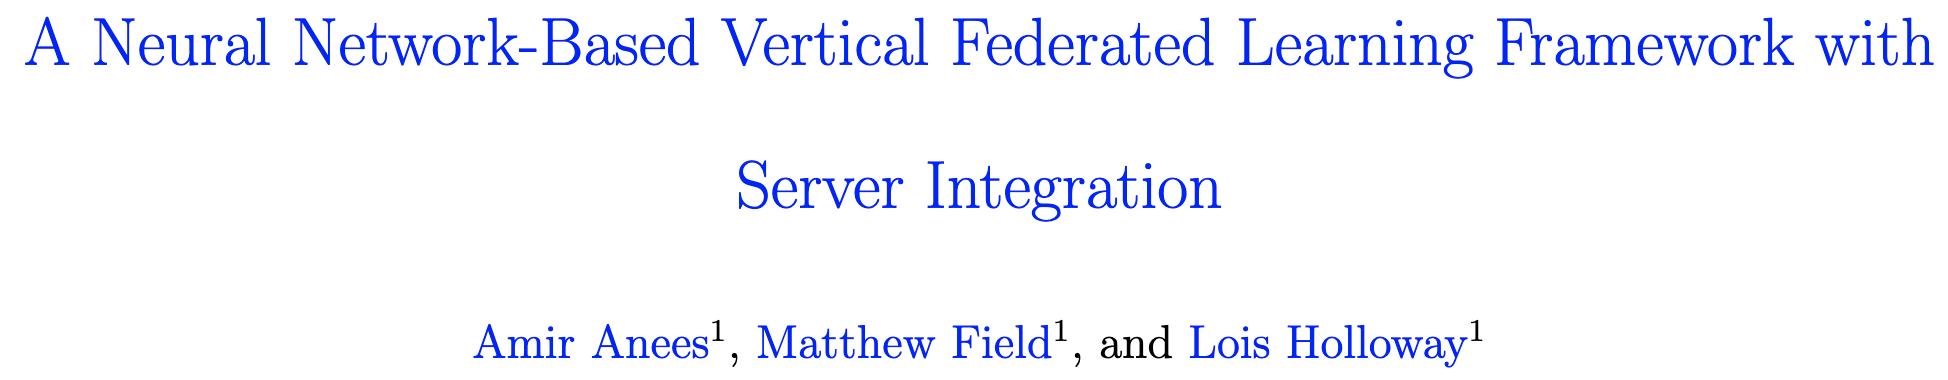 A Neural Network-Based Vertical Federated Learning Framework with
Server Integration
Amir Anees¹, Matthew Field¹, and Lois Holloway¹